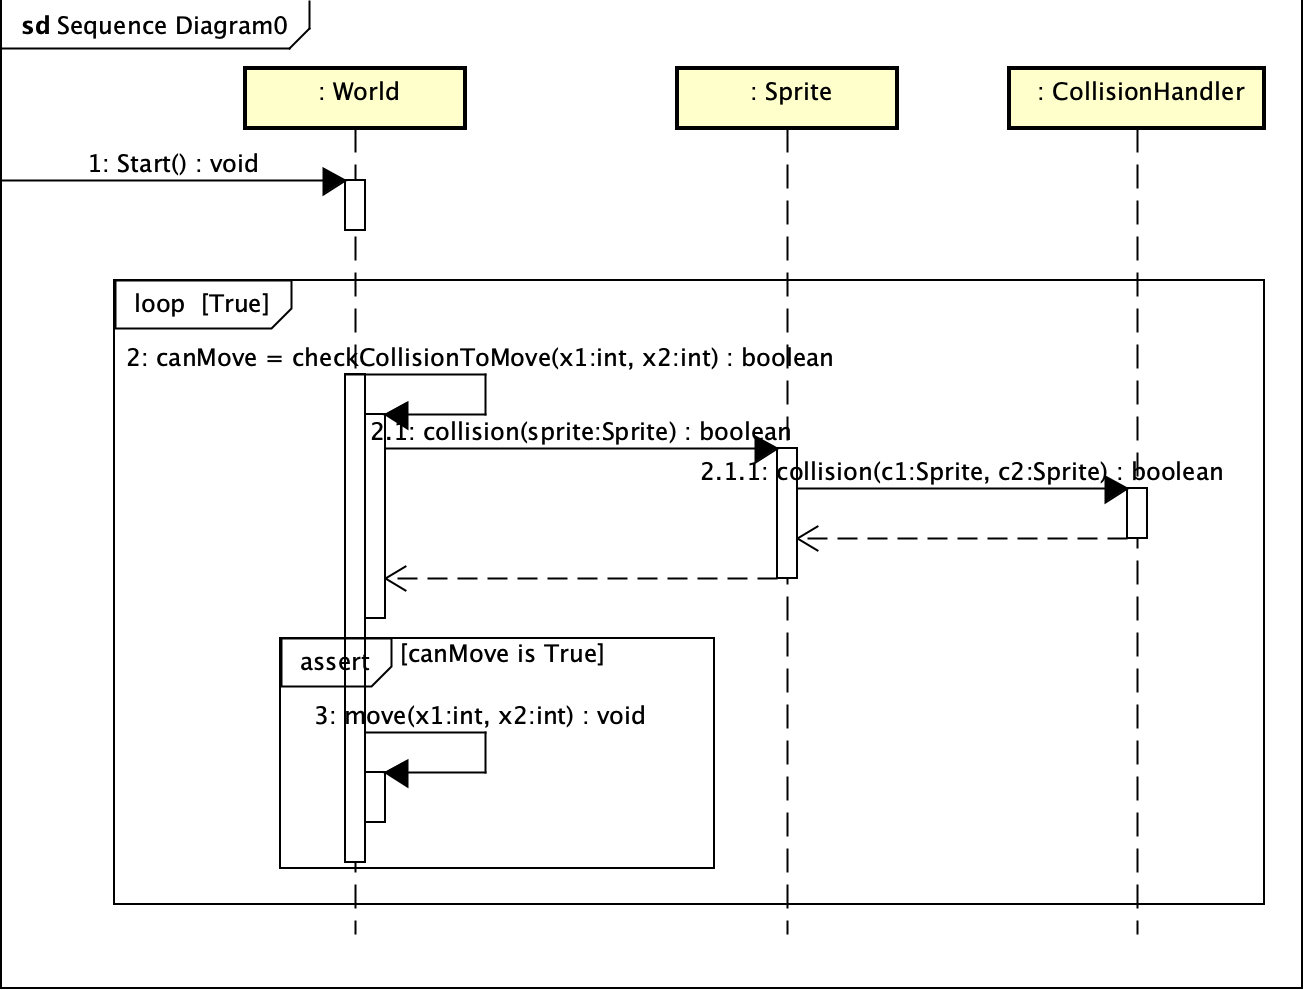 sd Sequence Diagram0
: World
: Sprite
: CollisionHandler
1: Start() : void
loop [True]
2: canMove = checkCollisionToMove(x1:int, x2:int) : boolean
2.1: collision(sprite:Sprite) : boolean
2.1.1: collision(c1:Sprite, c2:Sprite) : boolean
assert [canMove is True]
3: move(x1:int, x2:int) : void